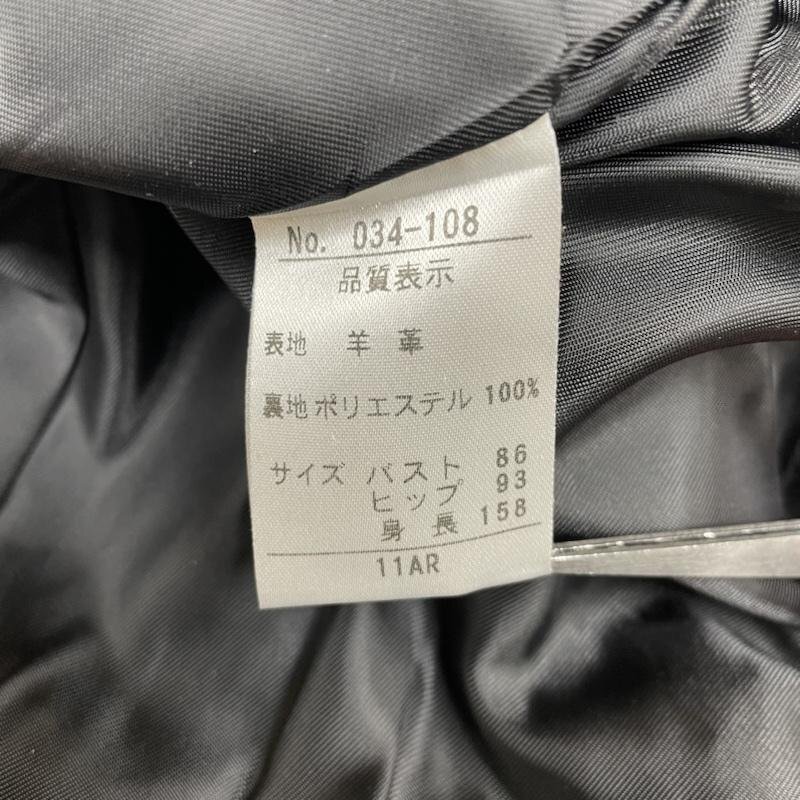 No. 034-108
品質表示
表地 羊革
裏地 ポリエステル 100%
サイズ バスト 86
ヒップ 93
身長 158
11AR